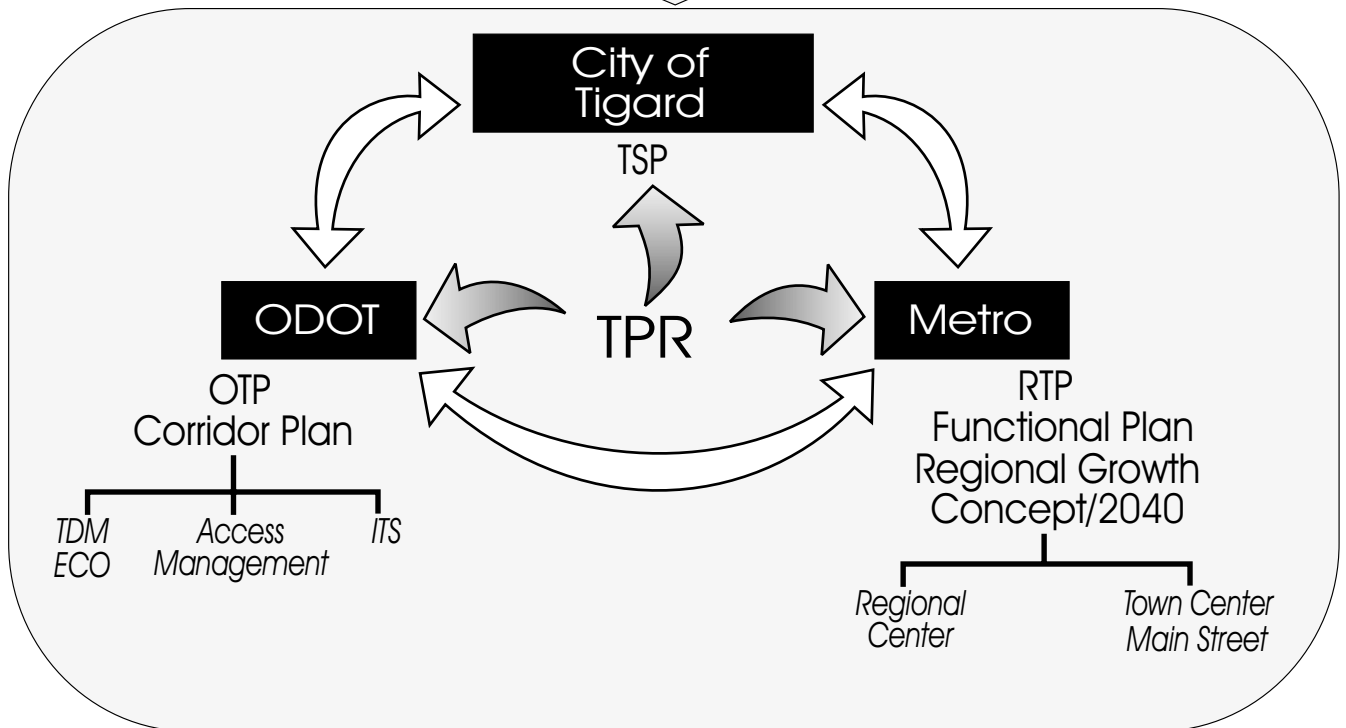 City of
Tigard
TSP
ODOT
TPR
Metro
OTP
Corridor Plan
TDM
ECO
Access
Management
ITS
RTP
Functional Plan
Regional Growth
Concept/2040
Regional
Center
Town Center
Main Street